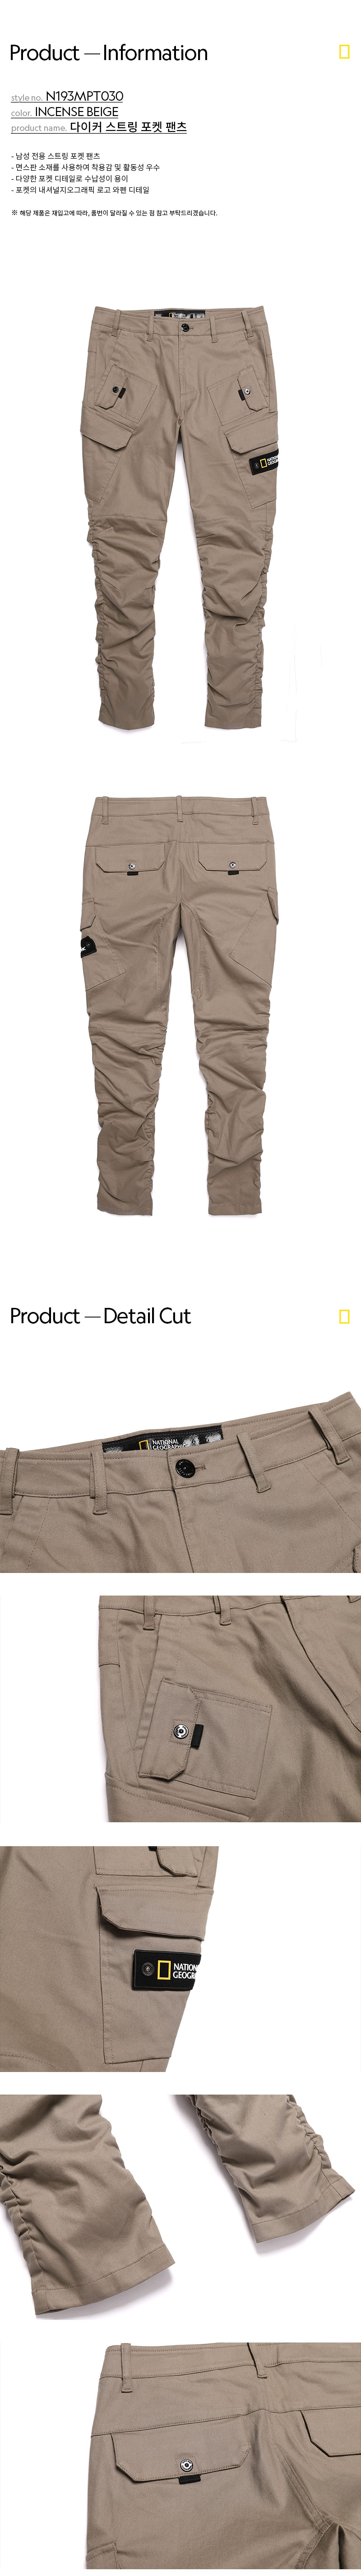 Product — Information
style no. N193MPT030
color. INCENSE BEIGE
product name. 다이커 스트링 포켓 팬츠
- 남성 전용 스트링 포켓 팬츠
- 면스판 소재를 사용하여 착용감 및 활동성 우수
- 다양한 포켓 디테일로 수납성이 용이
- 포켓의 내셔널지오그래픽 로고 와펜 디테일
※ 해당 제품은 재입고에 따라, 품번이 달라질 수 있는 점 참고 부탁드리겠습니다.
Product — Detail Cut
NATIONAL
GEOGRAPHIC